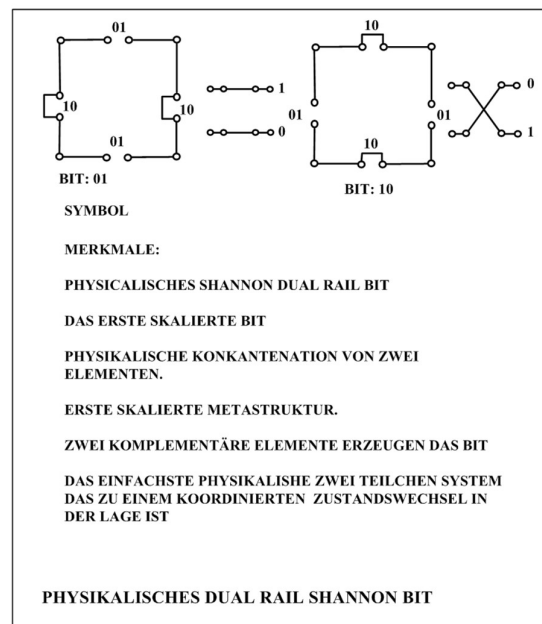 01
10
10
01
BIT: 01
1
0
10
01
01
10
BIT: 10
0
1
SYMBOL
MERKMALE:
PHYSICALISCHES SHANNON DUAL RAIL BIT
DAS ERSTE SKALIERTE BIT
PHYSIKALISCHE KONKANTENATION VON ZWEI
ELEMENTEN.
ERSTE SKALIERTE METASTRUKTUR.
ZWEI KOMPLEMENTÄRE ELEMENTE ERZEUGEN DAS BIT
DAS EINFACHSTE PHYSIKALISHE ZWEI TEILCHEN SYSTEM
DAS ZU EINEM KOORDINIERTEN ZUSTANDSWECHSEL IN
DER LAGE IST
PHYSIKALISCHES DUAL RAIL SHANNON BIT